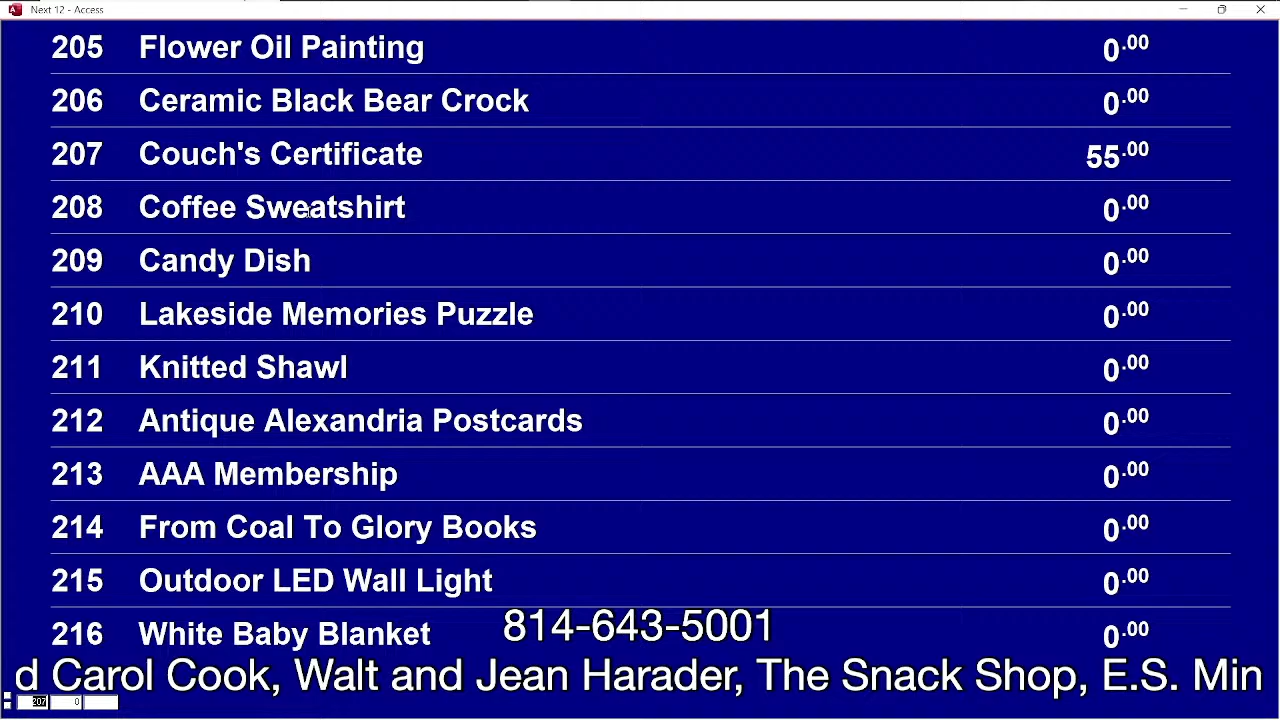 Next 12 - Access
205 Flower Oil Painting 0.00
206 Ceramic Black Bear Crock 0.00
207 Couch's Certificate 55.00
208 Coffee Sweatshirt 0.00
209 Candy Dish 0.00
210 Lakeside Memories Puzzle 0.00
211 Knitted Shawl 0.00
212 Antique Alexandria Postcards 0.00
213 AAA Membership 0.00
214 From Coal To Glory Books 0.00
215 Outdoor LED Wall Light 0.00
216 White Baby Blanket 0.00
814-643-5001
d Carol Cook, Walt and Jean Harader, The Snack Shop, E.S. Min
207 0